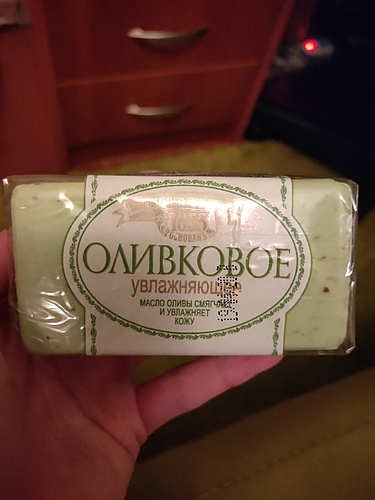 ОЛИВКОВОЕ
увлажняющее
МАСЛО ОЛИВЫ СМЯГЧАЕТ
И УВЛАЖНЯЕТ
КОЖУ